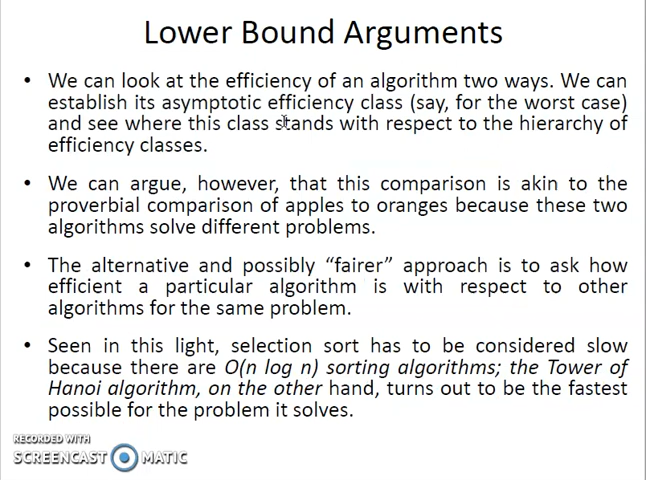 Lower Bound Arguments
• We can look at the efficiency of an algorithm two ways. We can
establish its asymptotic efficiency class (say, for the worst case)
and see where this class stands with respect to the hierarchy of
efficiency classes.
• We can argue, however, that this comparison is akin to the
proverbial comparison of apples to oranges because these two
algorithms solve different problems.
• The alternative and possibly “fairer” approach is to ask how
efficient a particular algorithm is with respect to other
algorithms for the same problem.
• Seen in this light, selection sort has to be considered slow
because there are O(n log n) sorting algorithms; the Tower of
Hanoi algorithm, on the other hand, turns out to be the fastest
possible for the problem it solves.
RECORDED WITH
SCREENCAST MATIC